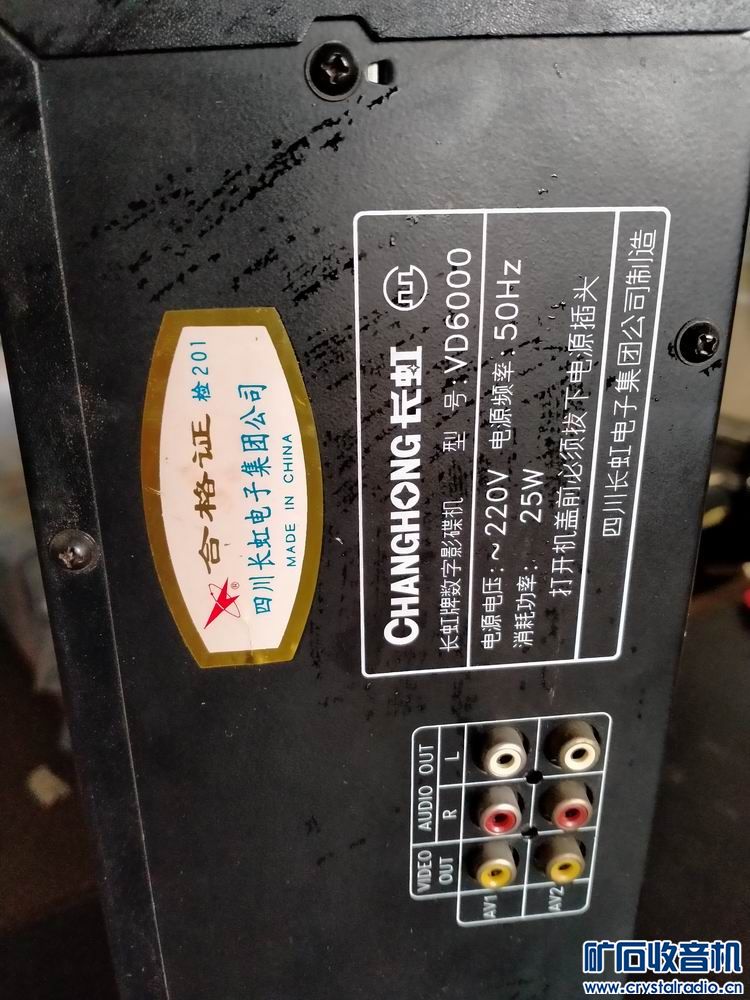 合格证 检201
四川长虹电子集团公司
MADE IN CHINA
CHANGHONG 长虹
长虹牌数字影碟机 型 号:VD6000
电源电压:~220V 电源频率:50Hz
消耗功率: 25W
打开机盖前必须拔下电源插头
四川长虹电子集团公司制造
VIDEO OUT
AUDIO OUT
R
L
AV1
AV2
矿石收音机
www.crystalradio.cn